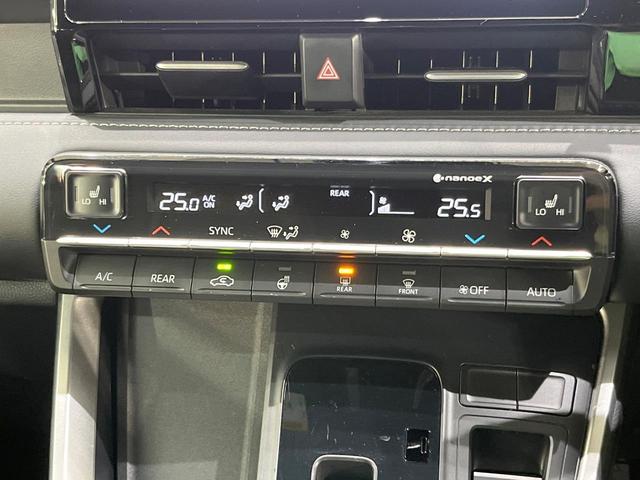 nanoeX
LO HI
25.0 A/C ON
REAR
25.5
LO HI
SYNC
A/C
REAR
REAR
FRONT
OFF
AUTO